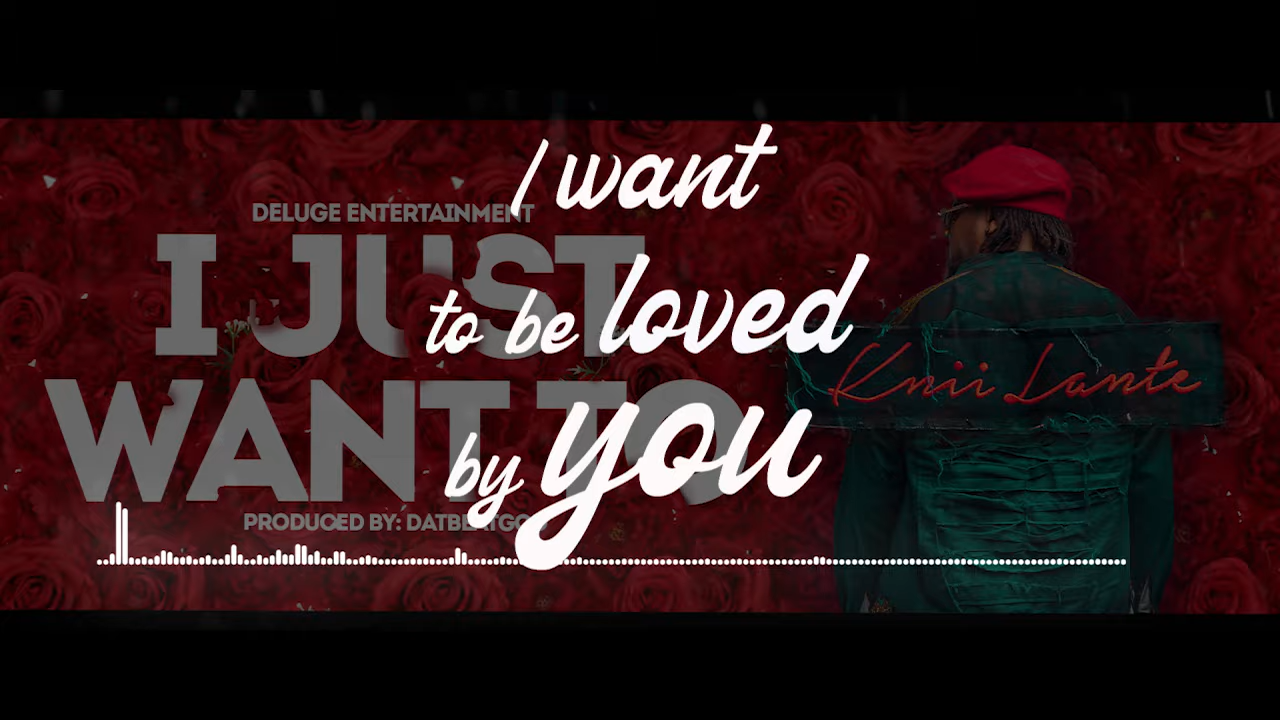 I want
to be loved
by you
DELUGE ENTERTAINMENT
I JUST
WANT TO
PRODUCED BY:
Knii Lante